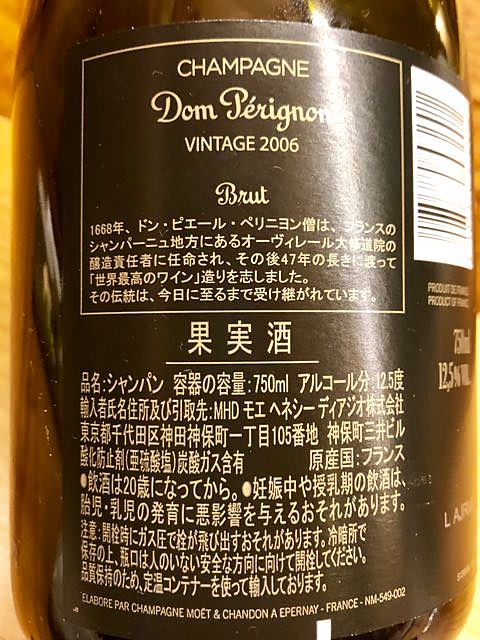 CHAMPAGNE
Dom Pérignon
VINTAGE 2006
Brut
1668年、ドン・ピエール・ペリニヨン僧は、フランスの
シャンパーニュ地方にあるオーヴィレール大修道院の
醸造責任者に任命され、その後47年の長きに渡って
「世界最高のワイン」造りを志しました。
その伝統は、今日に至るまで受け継がれています。
果実酒
品名:シャンパン 容器の容量:750ml アルコール分:12.5度
輸入者氏名住所及び引取先:MHD モエ ヘネシー ディアジオ株式会社
東京都千代田区神田神保町一丁目105番地 神保町三井ビル
酸化防止剤(亜硫酸塩)炭酸ガス含有 原産国:フランス
●飲酒は20歳になってから。●妊娠中や授乳期の飲酒は、
胎児・乳児の発育に悪影響を与えるおそれがあります。
注意:開栓時にガス圧で栓が飛び出すおそれがあります。冷暗所で
保存の上、瓶口は人のいない安全な方向に向けて開栓してください。
品質保持のため、定温コンテナーを使って輸入しております。
ELABORE PAR CHAMPAGNE MOËT & CHANDON A EPERNAY - FRANCE - NM-549-002
PRODUIT DE FRANCE
PRODUCT OF FRANCE
750ml
12,5% VOL.